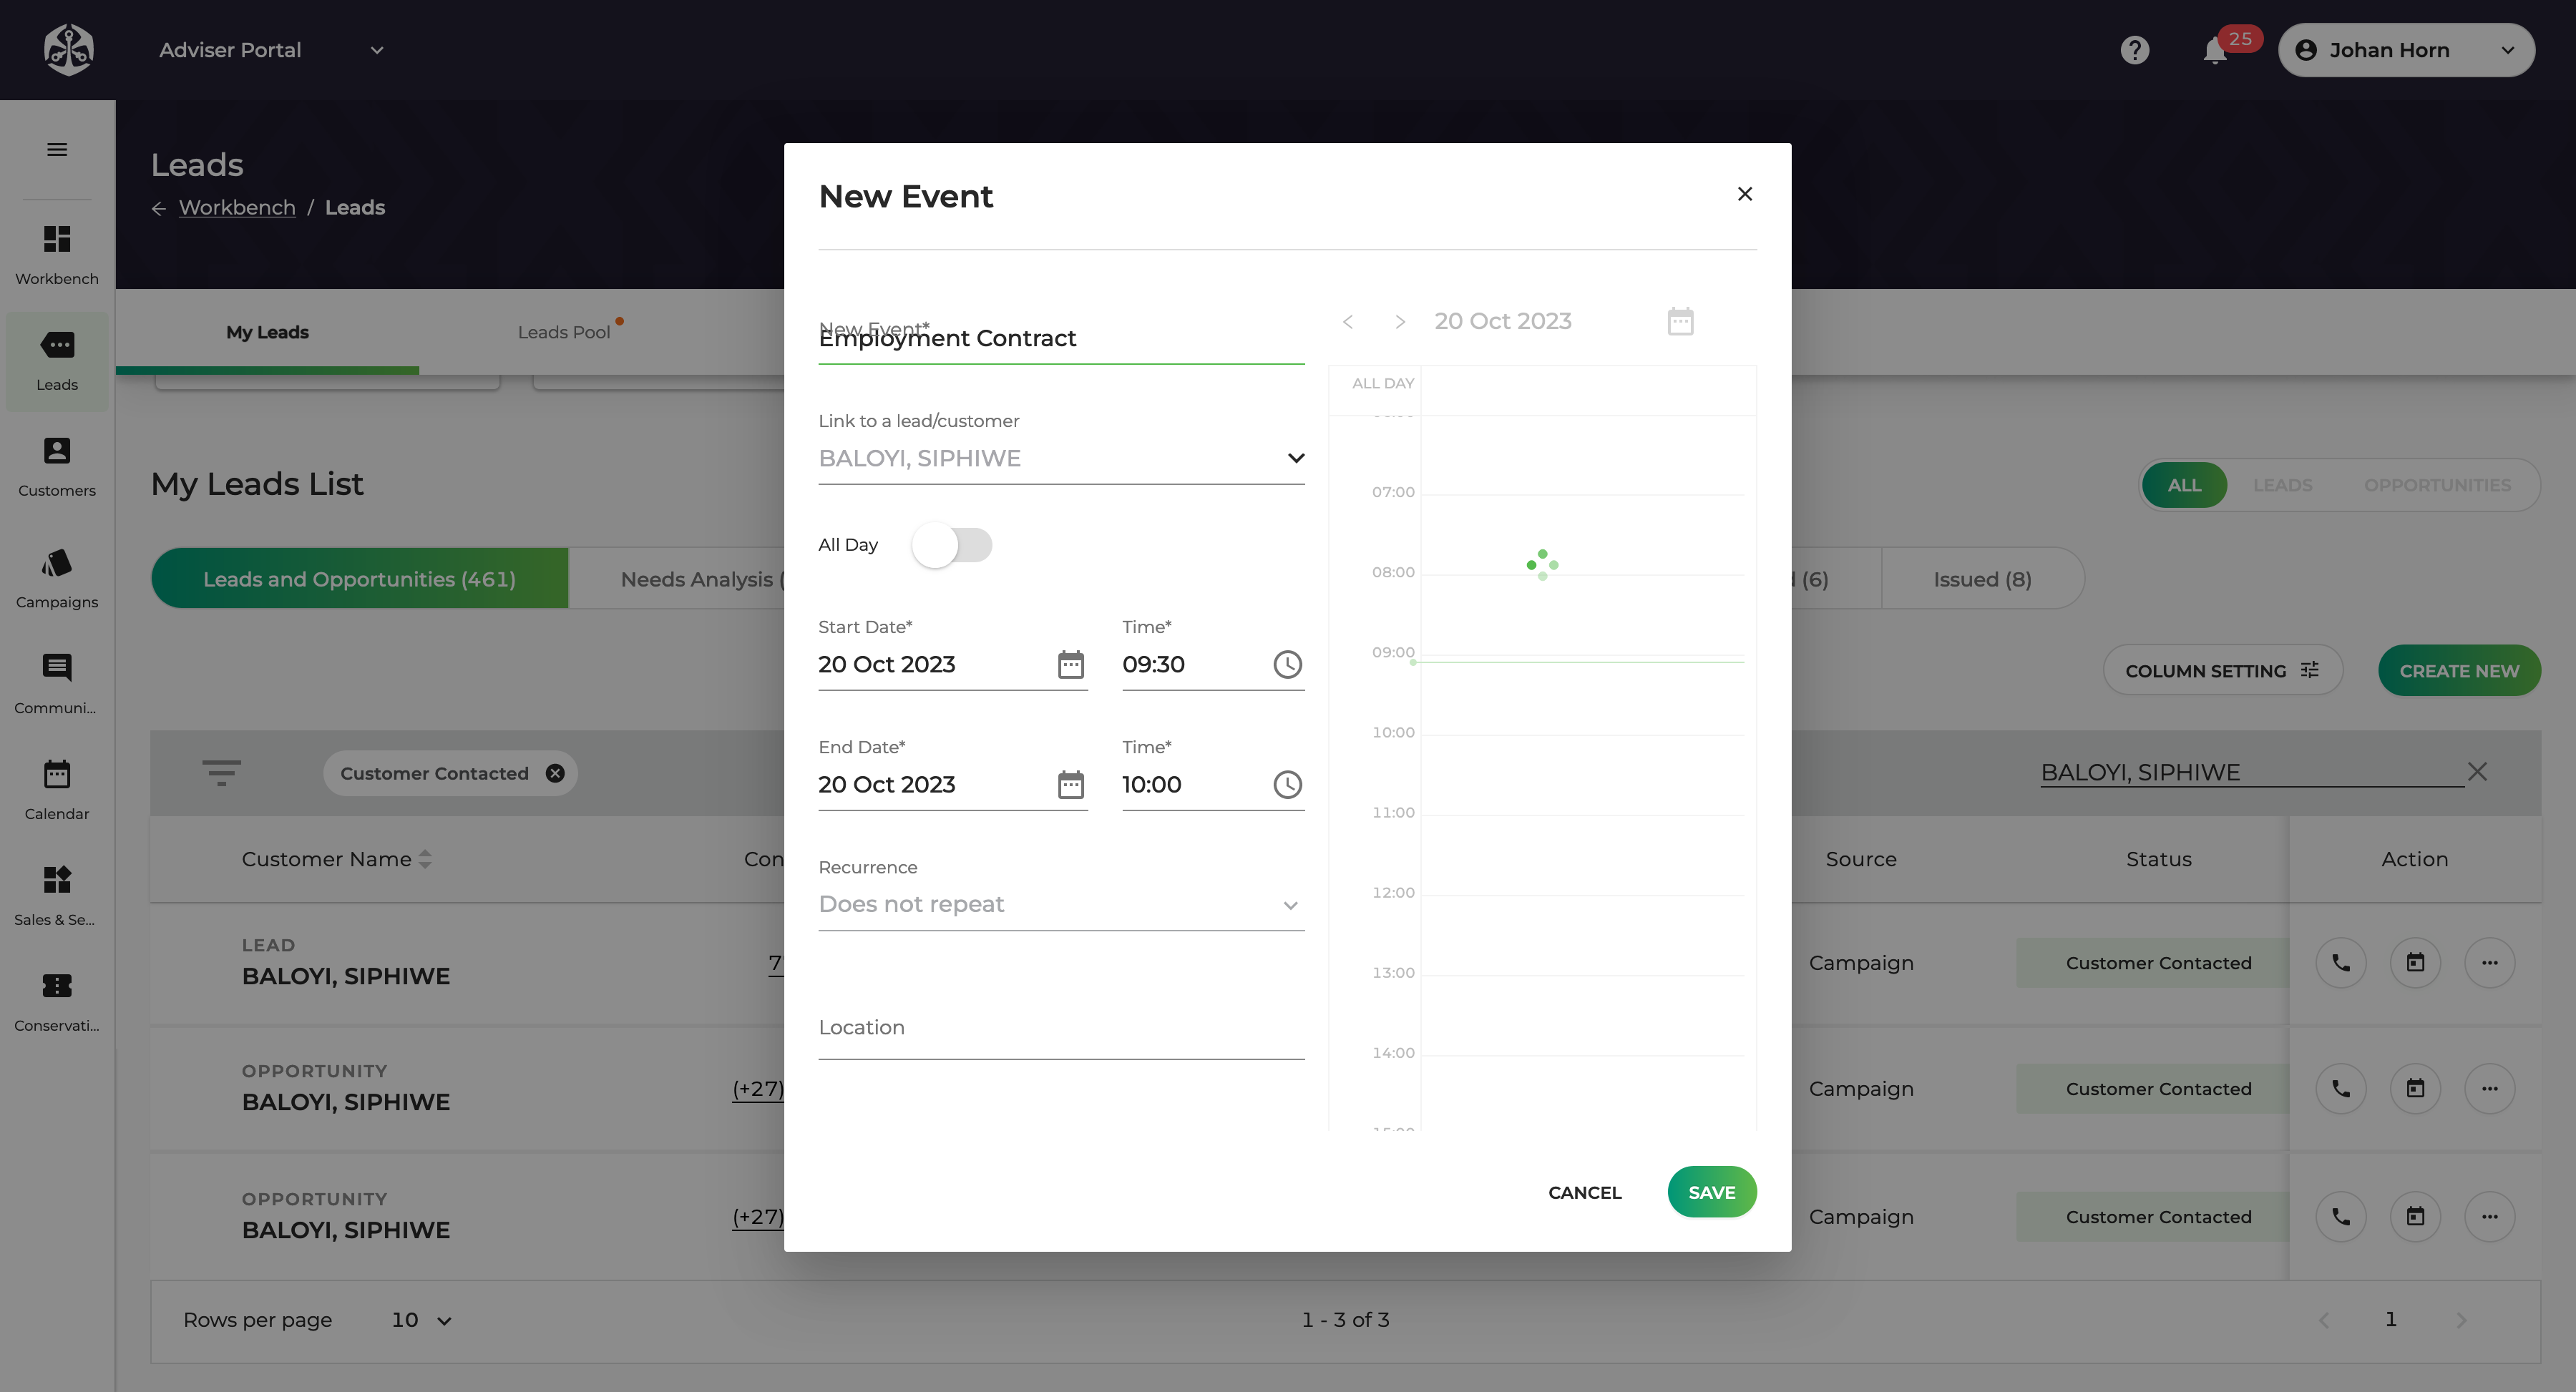 Adviser Portal
25
Johan Horn
Leads
Workbench / Leads
Workbench
Leads
Customers
Campaigns
Communi...
Calendar
Sales & Se...
Conservati...
My Leads
Leads Pool
My Leads List
ALL
LEADS
OPPORTUNITIES
Leads and Opportunities (461)
Needs Analysis (
(6)
Issued (8)
COLUMN SETTING
CREATE NEW
Customer Contacted
BALOYI, SIPHIWE
Customer Name
Con
Source
Status
Action
LEAD
BALOYI, SIPHIWE
Campaign
Customer Contacted
OPPORTUNITY
BALOYI, SIPHIWE
(+27)
Campaign
Customer Contacted
OPPORTUNITY
BALOYI, SIPHIWE
(+27)
Campaign
Customer Contacted
Rows per page
10
1 - 3 of 3
1
New Event
New Event*
Employment Contract
Link to a lead/customer
BALOYI, SIPHIWE
All Day
Start Date*
Time*
20 Oct 2023
09:30
End Date*
Time*
20 Oct 2023
10:00
Recurrence
Does not repeat
Location
20 Oct 2023
ALL DAY
07:00
08:00
09:00
10:00
11:00
12:00
13:00
14:00
CANCEL
SAVE